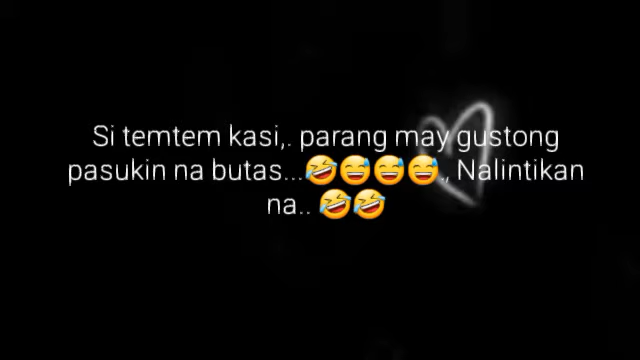 Si temtem kasi,. parang may gustong
pasukin na butas...🤣😅😅😅., Nalintikan
na.. 🤣🤣